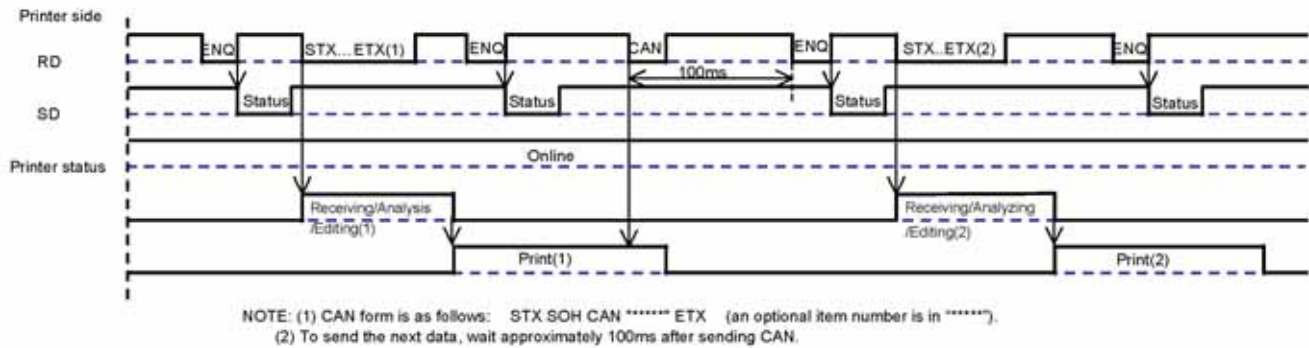 Printer side
RD
ENQ
STX...ETX(1)
ENQ
CAN
ENQ
STX..ETX(2)
ENQ
100ms
SD
Status
Status
Status
Status
Printer status
Online
Receiving/Analysis
/Editing(1)
Receiving/Analyzing
/Editing(2)
Print(1)
Print(2)
NOTE: (1) CAN form is as follows: STX SOH CAN "******" ETX (an optional item number is in "******").
(2) To send the next data, wait approximately 100ms after sending CAN.